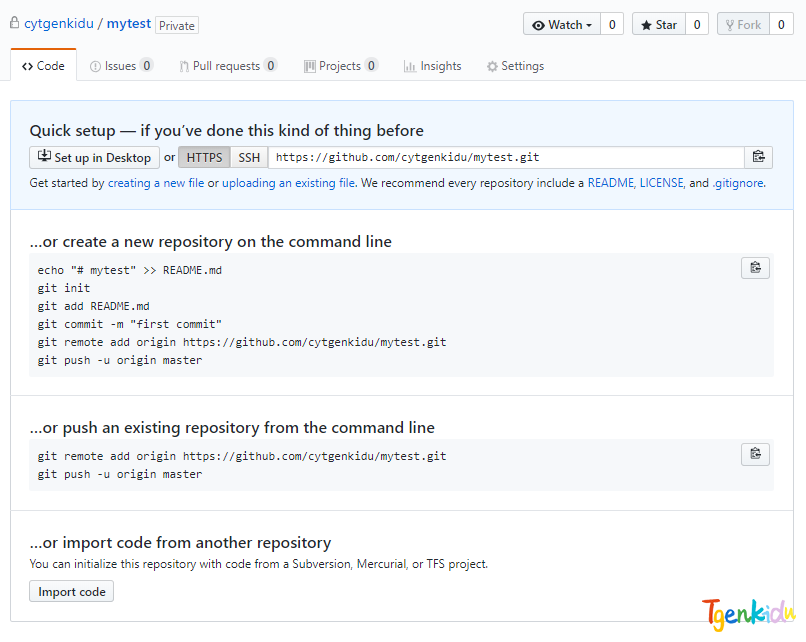 cytgenkidu / mytest Private
Watch 0 Star 0 Fork 0
Code Issues 0 Pull requests 0 Projects 0 Insights Settings
Quick setup — if you’ve done this kind of thing before
Set up in Desktop or HTTPS SSH https://github.com/cytgenkidu/mytest.git
Get started by creating a new file or uploading an existing file. We recommend every repository include a README, LICENSE, and .gitignore.
…or create a new repository on the command line
echo "# mytest" >> README.md
git init
git add README.md
git commit -m "first commit"
git remote add origin https://github.com/cytgenkidu/mytest.git
git push -u origin master
…or push an existing repository from the command line
git remote add origin https://github.com/cytgenkidu/mytest.git
git push -u origin master
…or import code from another repository
You can initialize this repository with code from a Subversion, Mercurial, or TFS project.
Import code
Tgenkidu